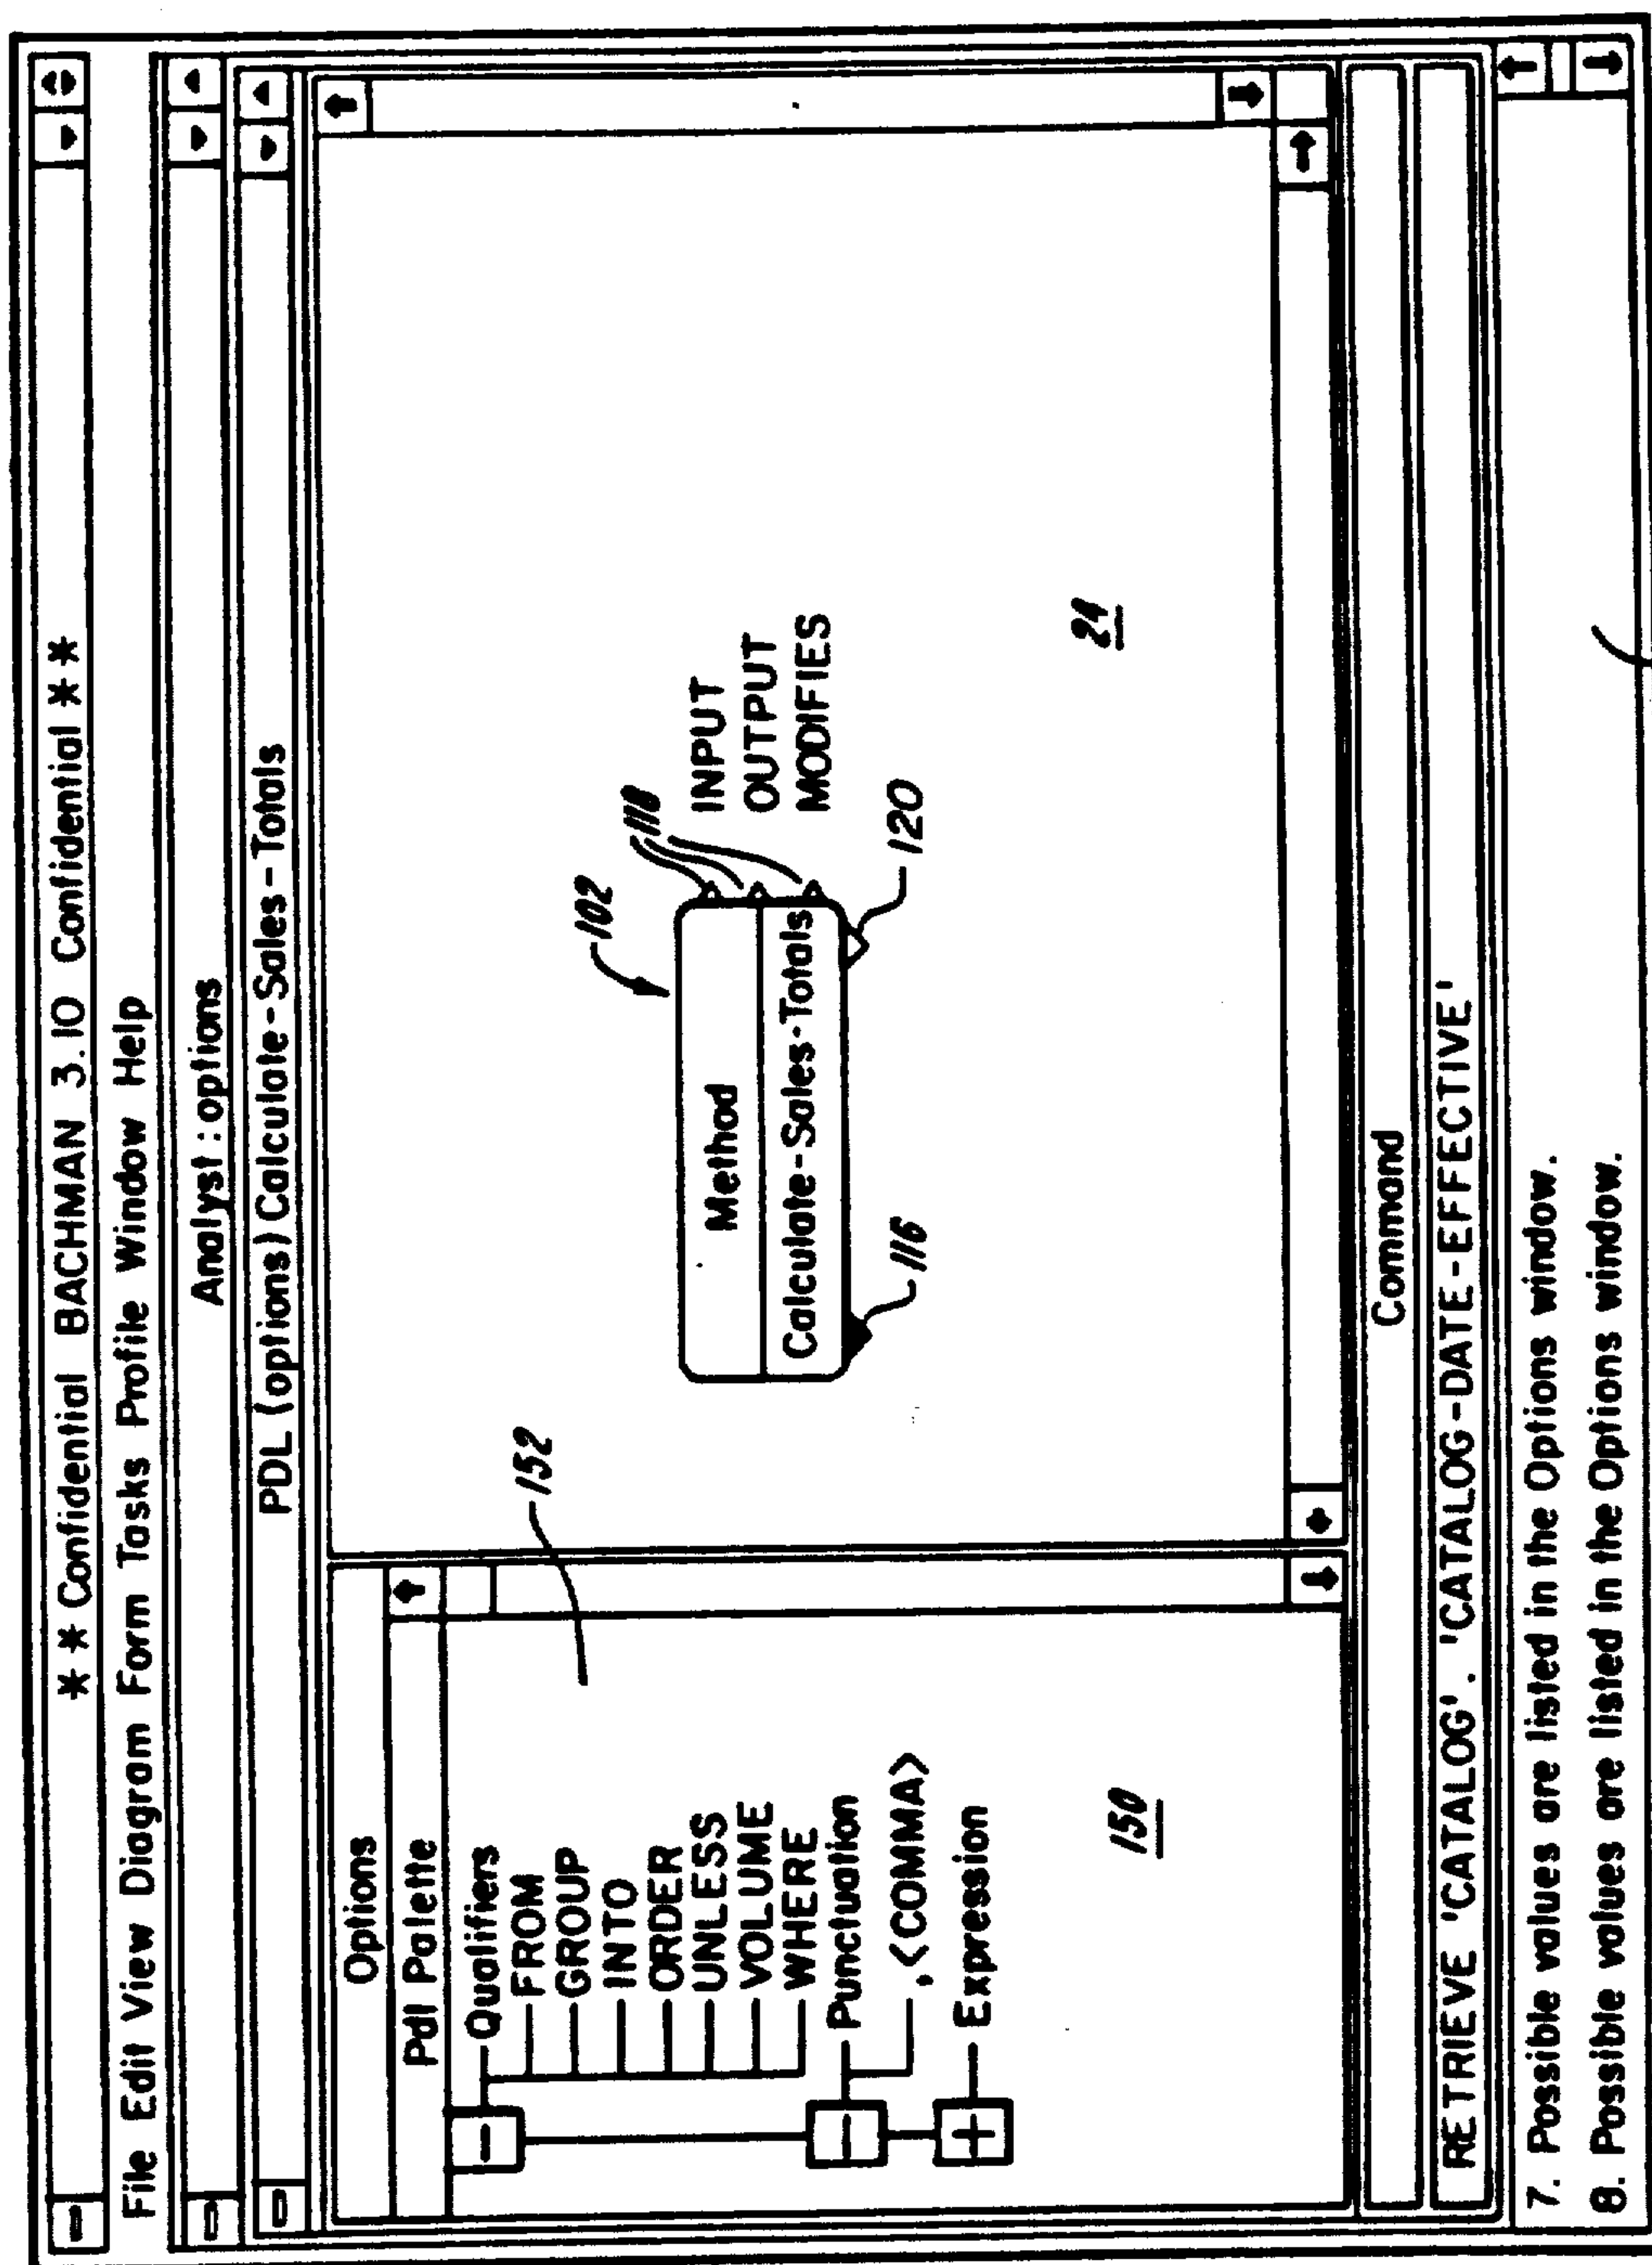 * * Confidential BACHMAN 3.10 Confidential * *
File Edit View Diagram Form Tasks Profile Window Help
Analyst : options
PDL (options) Calculate-Sales-Totals
Options
Pdl Palette
Qualifiers
FROM
GROUP
INTO
ORDER
UNLESS
VOLUME
WHERE
Punctuation
,<COMMA>
Expression
150
152
102
118
Method
Calculate-Sales-Totals
INPUT
OUTPUT
MODIFIES
116
120
24
Command
RETRIEVE 'CATALOG'. 'CATALOG-DATE-EFFECTIVE'
7. Possible values are listed in the Options window.
8. Possible values are listed in the Options window.